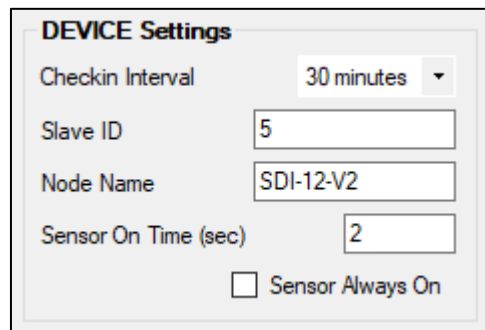 DEVICE Settings
Checkin Interval 30 minutes
Slave ID 5
Node Name SDI-12-V2
Sensor On Time (sec) 2
Sensor Always On